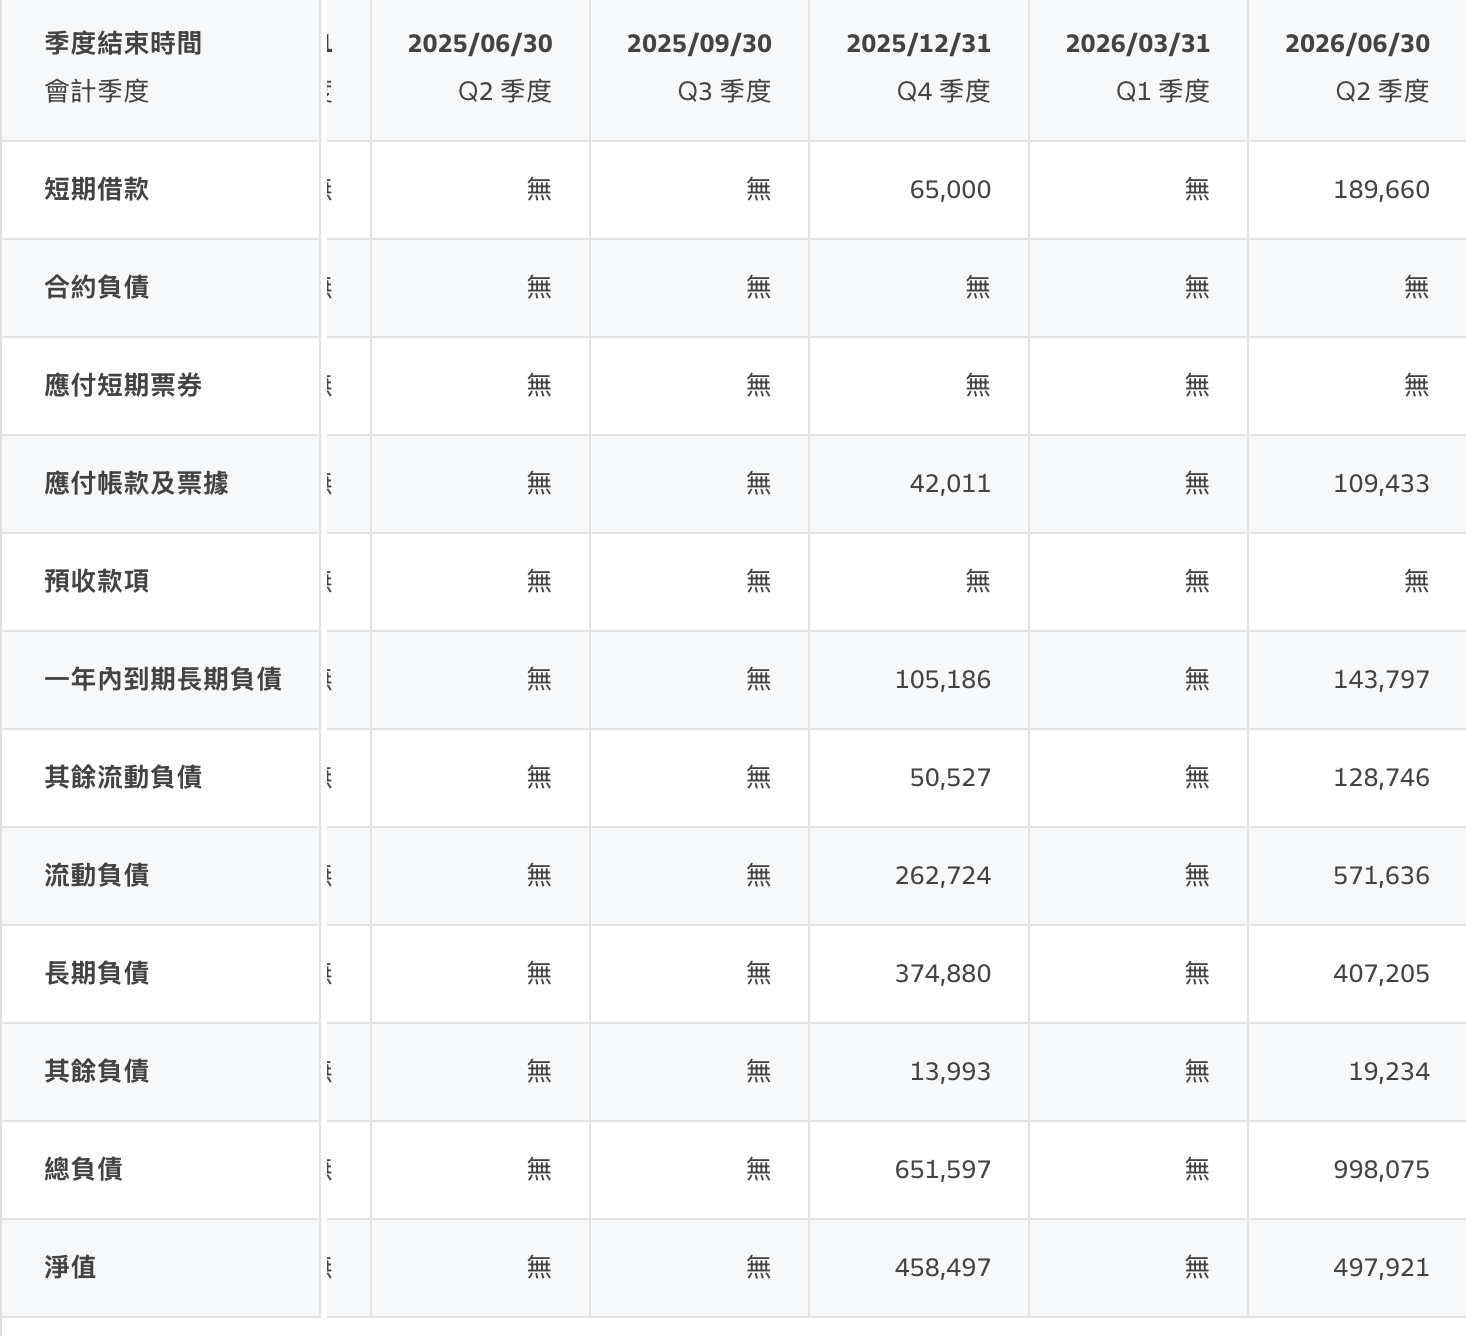 季度結束時間 2025/06/30 2025/09/30 2025/12/31 2026/03/31 2026/06/30
會計季度 Q2 季度 Q3 季度 Q4 季度 Q1 季度 Q2 季度
短期借款 無 無 65,000 無 189,660
合約負債 無 無 無 無 無
應付短期票券 無 無 無 無 無
應付帳款及票據 無 無 42,011 無 109,433
預收款項 無 無 無 無 無
一年內到期長期負債 無 無 105,186 無 143,797
其餘流動負債 無 無 50,527 無 128,746
流動負債 無 無 262,724 無 571,636
長期負債 無 無 374,880 無 407,205
其餘負債 無 無 13,993 無 19,234
總負債 無 無 651,597 無 998,075
淨值 無 無 458,497 無 497,921